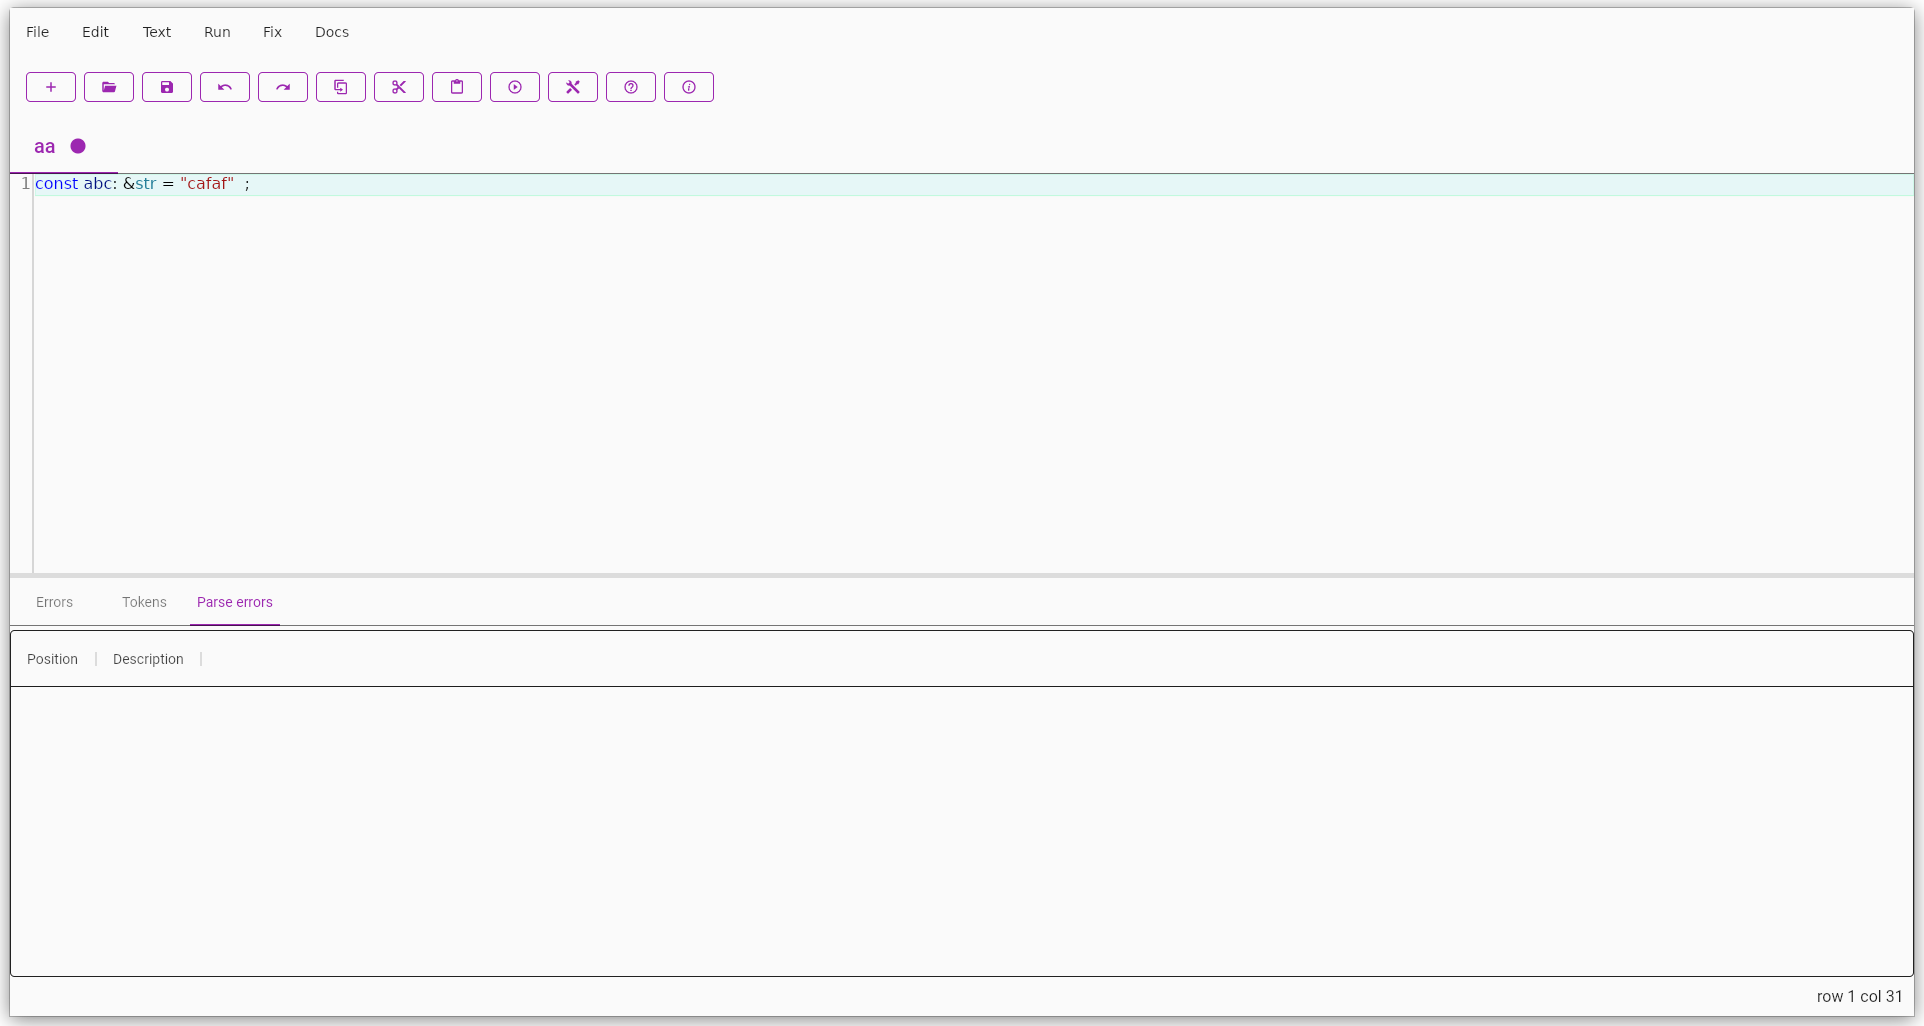 File Edit Text Run Fix Docs
aa
1 const abc: &str = "cafaf"  ;
Errors Tokens Parse errors
Position Description
row 1 col 31